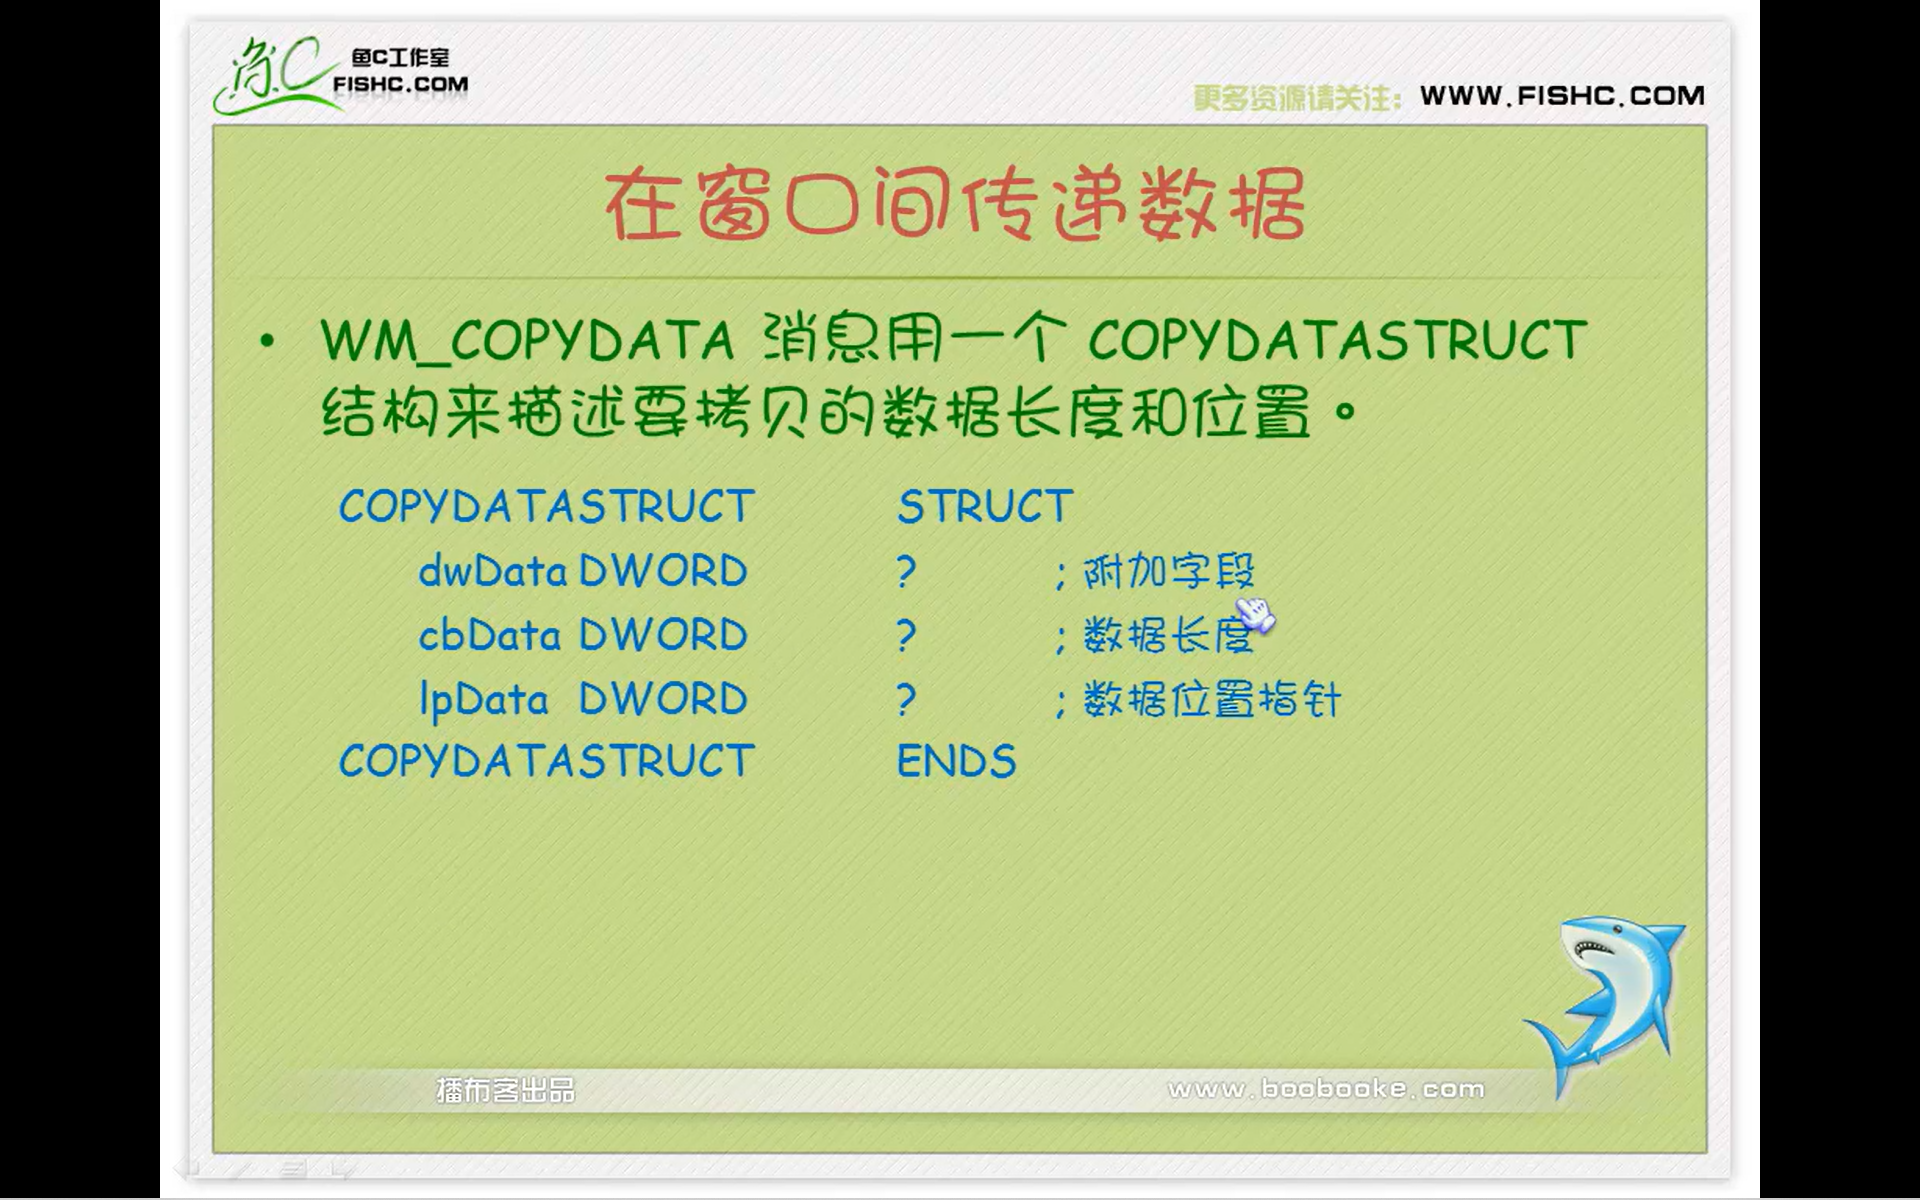 鱼C工作室
FISHC.COM
更多资源请关注: WWW.FISHC.COM
在窗口间传递数据
• WM_COPYDATA 消息用一个 COPYDATASTRUCT
结构来描述要拷贝的数据长度和位置。
COPYDATASTRUCT STRUCT
dwData DWORD ? ; 附加字段
cbData DWORD ? ; 数据长度
lpData DWORD ? ; 数据位置指针
COPYDATASTRUCT ENDS
播布客出品 www.boobooke.com